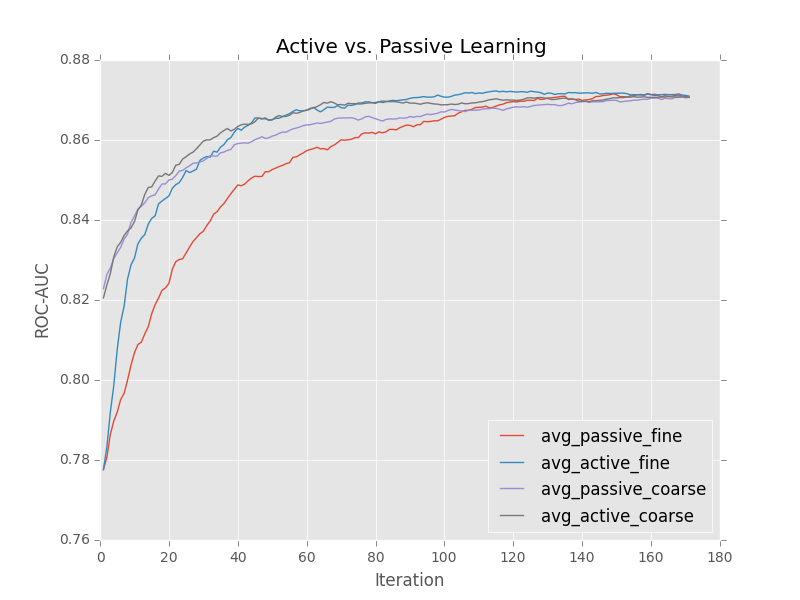 Active vs. Passive Learning
0.88
0.86
0.84
0.82
0.80
0.78
0.76
ROC-AUC
0 20 40 60 80 100 120 140 160 180
Iteration
avg_passive_fine
avg_active_fine
avg_passive_coarse
avg_active_coarse